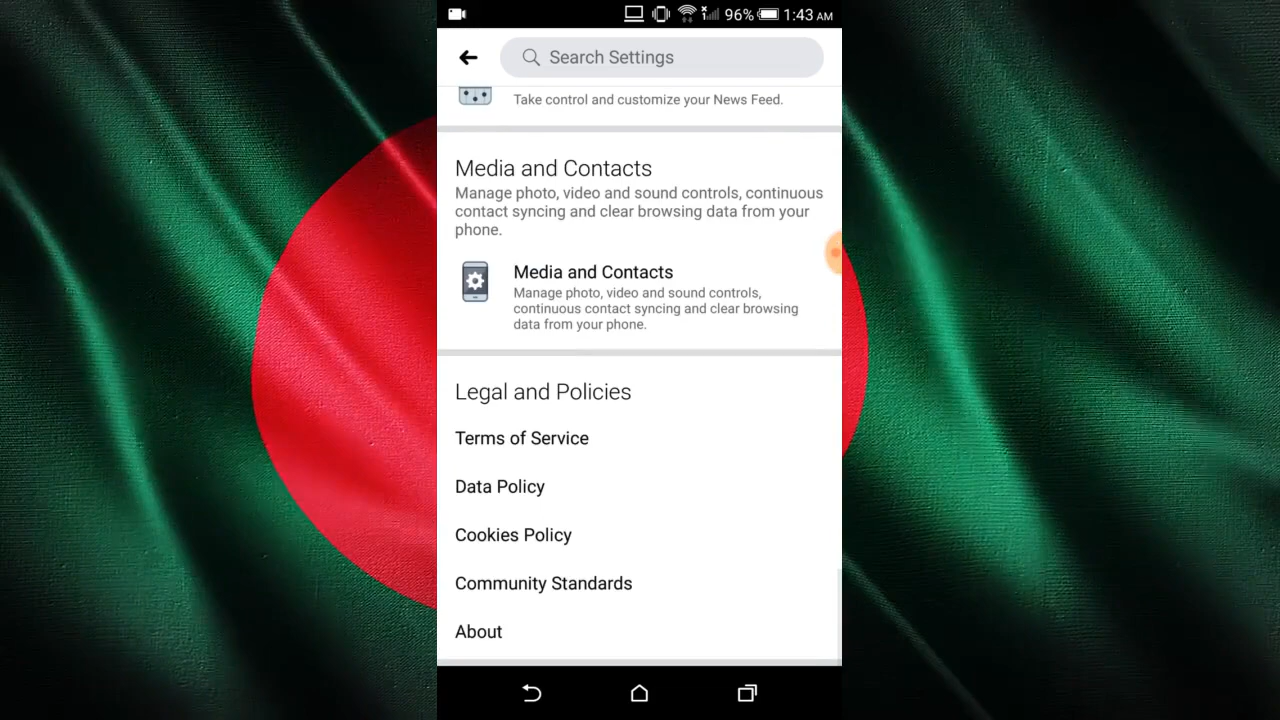 96% 1:43 AM
Search Settings
Take control and customize your News Feed.
Media and Contacts
Manage photo, video and sound controls, continuous
contact syncing and clear browsing data from your
phone.
Media and Contacts
Manage photo, video and sound controls,
continuous contact syncing and clear browsing
data from your phone.
Legal and Policies
Terms of Service
Data Policy
Cookies Policy
Community Standards
About